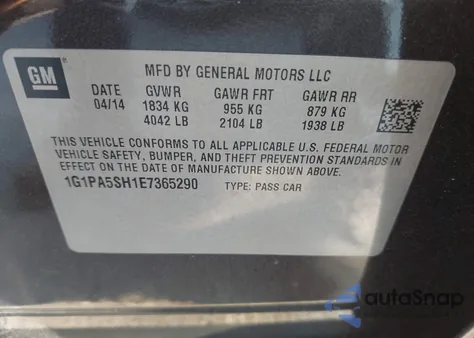 GM
MFD BY GENERAL MOTORS LLC
DATE GVWR GAWR FRT GAWR RR
04/14 1834 KG 955 KG 879 KG
4042 LB 2104 LB 1938 LB
THIS VEHICLE CONFORMS TO ALL APPLICABLE U.S. FEDERAL MOTOR
VEHICLE SAFETY, BUMPER, AND THEFT PREVENTION STANDARDS IN
EFFECT ON THE DATE OF MANUFACTURE SHOWN ABOVE.
1G1PA5SH1E7365290 TYPE: PASS CAR
autoSnap